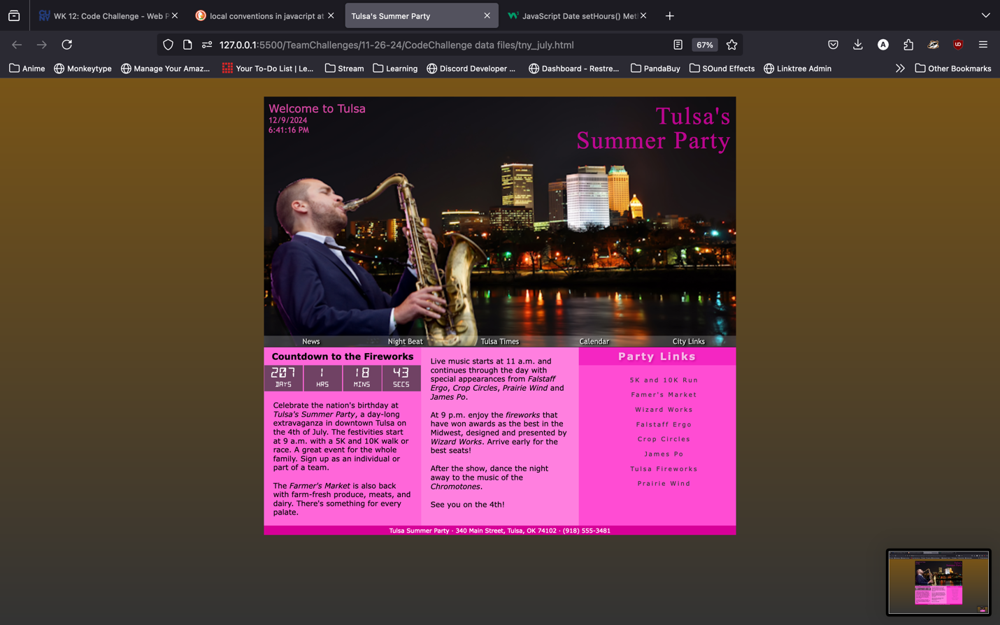 WK 12: Code Challenge - Web P
local conventions in javacript at
Tulsa's Summer Party
JavaScript Date setHours() Met
127.0.0.1:5500/TeamChallenges/11-26-24/CodeChallenge data files/tny_july.html
67%
Anime
Monkeytype
Manage Your Amaz...
Your To-Do List | Le...
Stream
Learning
Discord Developer ...
Dashboard - Restre...
PandaBuy
SOund Effects
Linktree Admin
Other Bookmarks
Welcome to Tulsa
12/9/2024
6:41:16 PM
Tulsa's
Summer Party
News
Night Beat
Tulsa Times
Calendar
City Links
Countdown to the Fireworks
207 1 18 43
DAYS HRS MINS SECS
Celebrate the nation's birthday at
Tulsa's Summer Party, a day-long
extravaganza in downtown Tulsa on
the 4th of July. The festivities start
at 9 a.m. with a 5K and 10K walk or
race. A great event for the whole
family. Sign up as an individual or
part of a team.
The Farmer's Market is also back
with farm-fresh produce, meats, and
dairy. There's something for every
palate.
Live music starts at 11 a.m. and
continues through the day with
special appearances from Falstaff
Ergo, Crop Circles, Prairie Wind and
James Po.
At 9 p.m. enjoy the fireworks that
have won awards as the best in the
Midwest, designed and presented by
Wizard Works. Arrive early for the
best seats!
After the show, dance the night
away to the music of the
Chromotones.
See you on the 4th!
Party Links
5K and 10K Run
Famer's Market
Wizard Works
Falstaff Ergo
Crop Circles
James Po
Tulsa Fireworks
Prairie Wind
Tulsa Summer Party · 340 Main Street, Tulsa, OK 74102 · (918) 555-3481